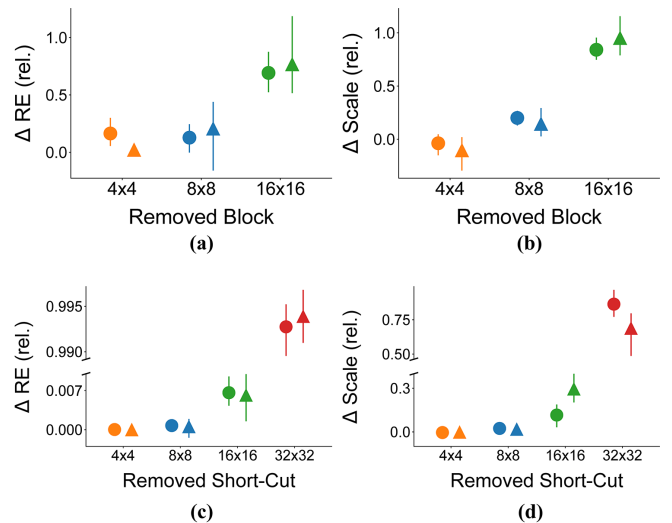 Δ RE (rel.)
1.0
0.5
0.0
4x4
8x8
16x16
Removed Block
(a)
Δ Scale (rel.)
1.0
0.5
0.0
4x4
8x8
16x16
Removed Block
(b)
Δ RE (rel.)
0.995
0.990
0.007
0.000
4x4
8x8
16x16
32x32
Removed Short-Cut
(c)
Δ Scale (rel.)
0.75
0.50
0.3
0.0
4x4
8x8
16x16
32x32
Removed Short-Cut
(d)